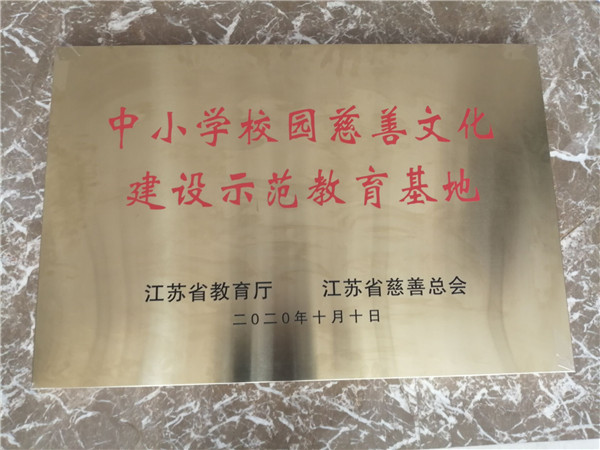 中小学校园慈善文化
建设示范教育基地
江苏省教育厅 江苏省慈善总会
二〇二〇年十月十日